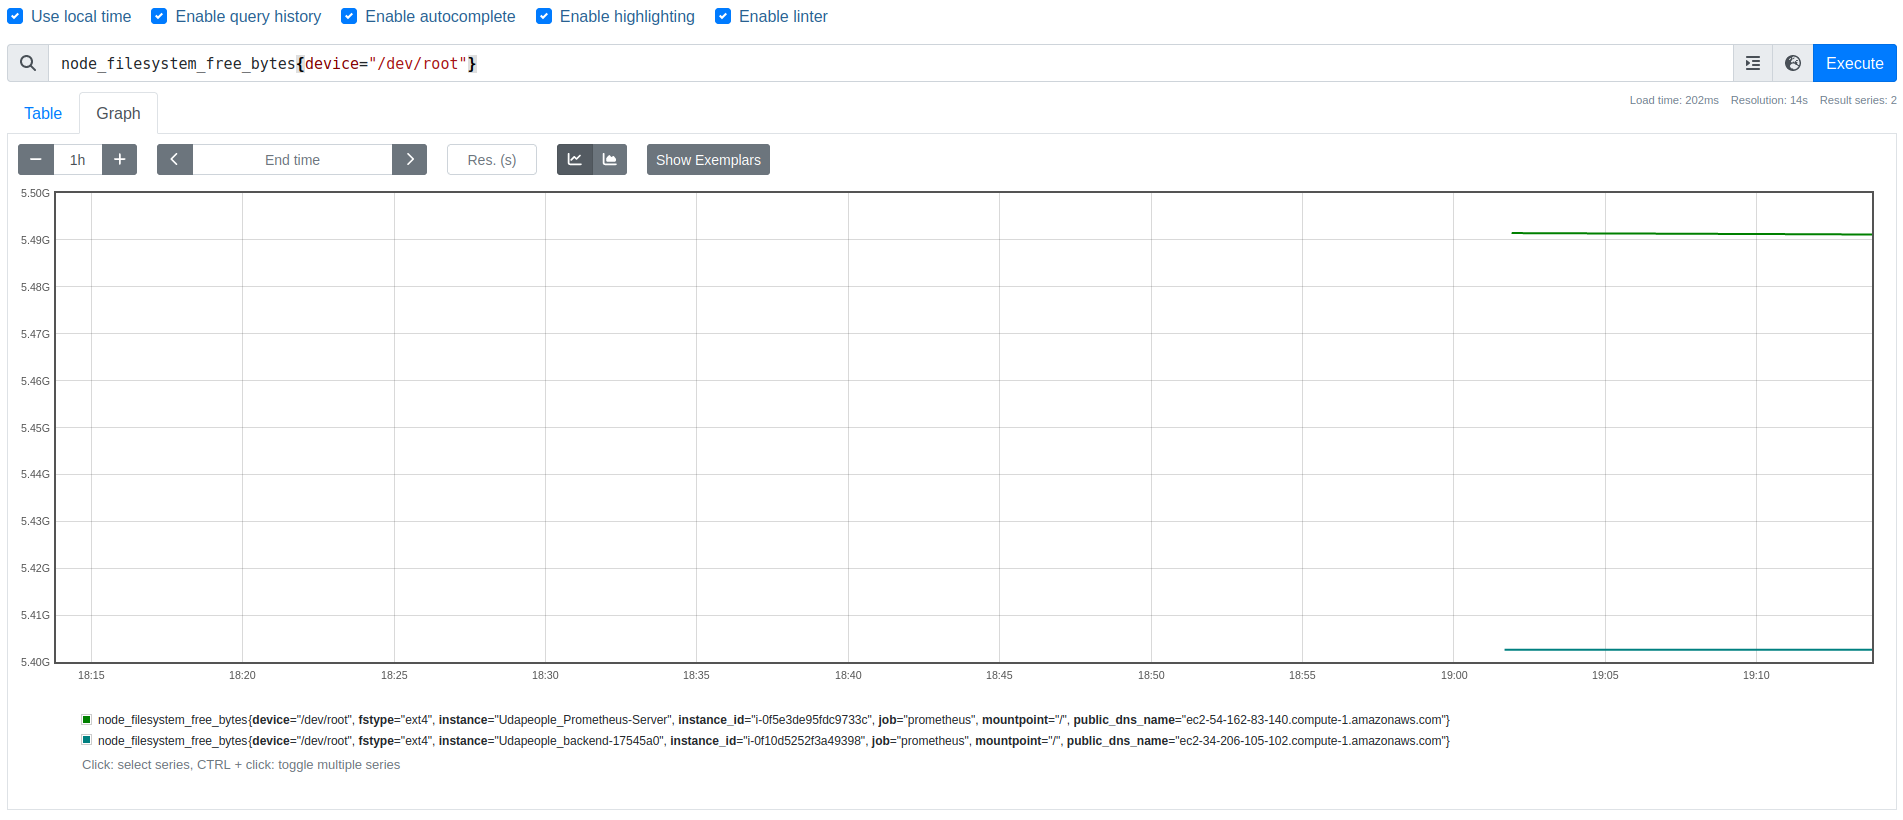 Use local time Enable query history Enable autocomplete Enable highlighting Enable linter
node_filesystem_free_bytes{device="/dev/root"} Execute
Table Graph Load time: 202ms Resolution: 14s Result series: 2
1h End time Res. (s) Show Exemplars
5.50G
5.49G
5.48G
5.47G
5.46G
5.45G
5.44G
5.43G
5.42G
5.41G
5.40G
18:15 18:20 18:25 18:30 18:35 18:40 18:45 18:50 18:55 19:00 19:05 19:10
node_filesystem_free_bytes{device="/dev/root", fstype="ext4", instance="Udapeople_Prometheus-Server", instance_id="i-0f5e3de95fdc9733c", job="prometheus", mountpoint="/", public_dns_name="ec2-54-162-83-140.compute-1.amazonaws.com"}
node_filesystem_free_bytes{device="/dev/root", fstype="ext4", instance="Udapeople_backend-17545a0", instance_id="i-0f10d5252f3a49398", job="prometheus", mountpoint="/", public_dns_name="ec2-34-206-105-102.compute-1.amazonaws.com"}
Click: select series, CTRL + click: toggle multiple series